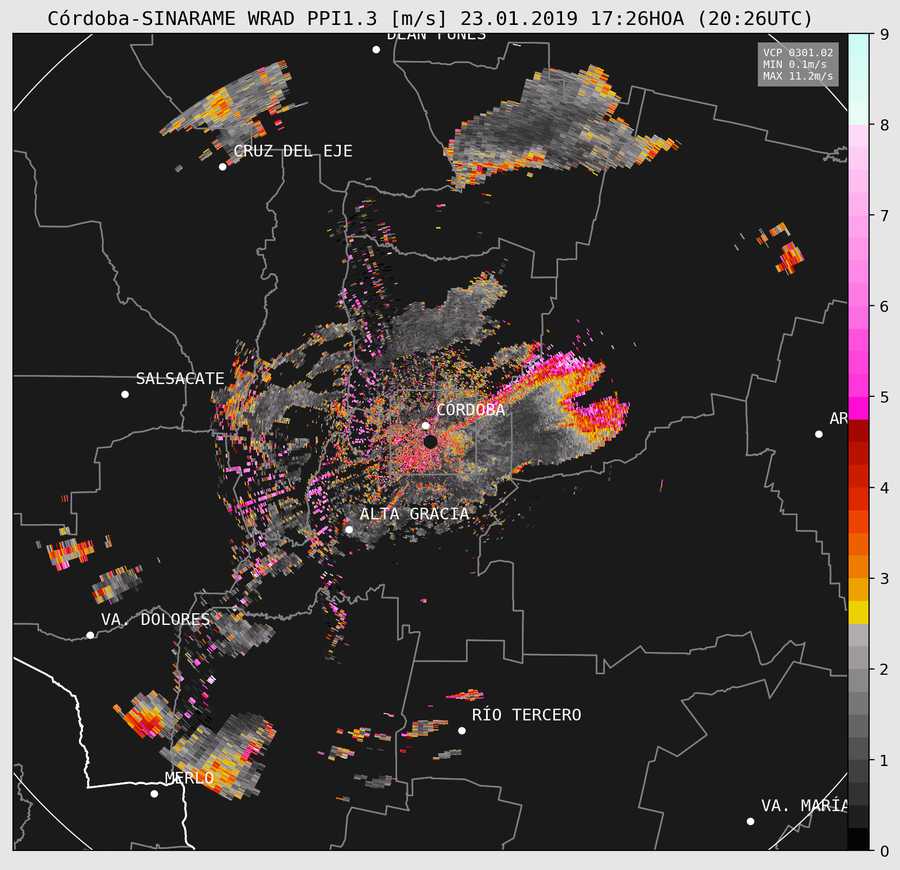 Córdoba-SINARAME WRAD PPI1.3 [m/s] 23.01.2019 17:26HOA (20:26UTC)
DEAN FUNES
VCP 0301.02
MIN 0.1m/s
MAX 11.2m/s
9
8
7
6
5
4
3
2
1
0
CRUZ DEL EJE
SALSACATE
CÓRDOBA
AR
ALTA GRACIA
VA. DOLORES
RÍO TERCERO
MERLO
VA. MARÍA